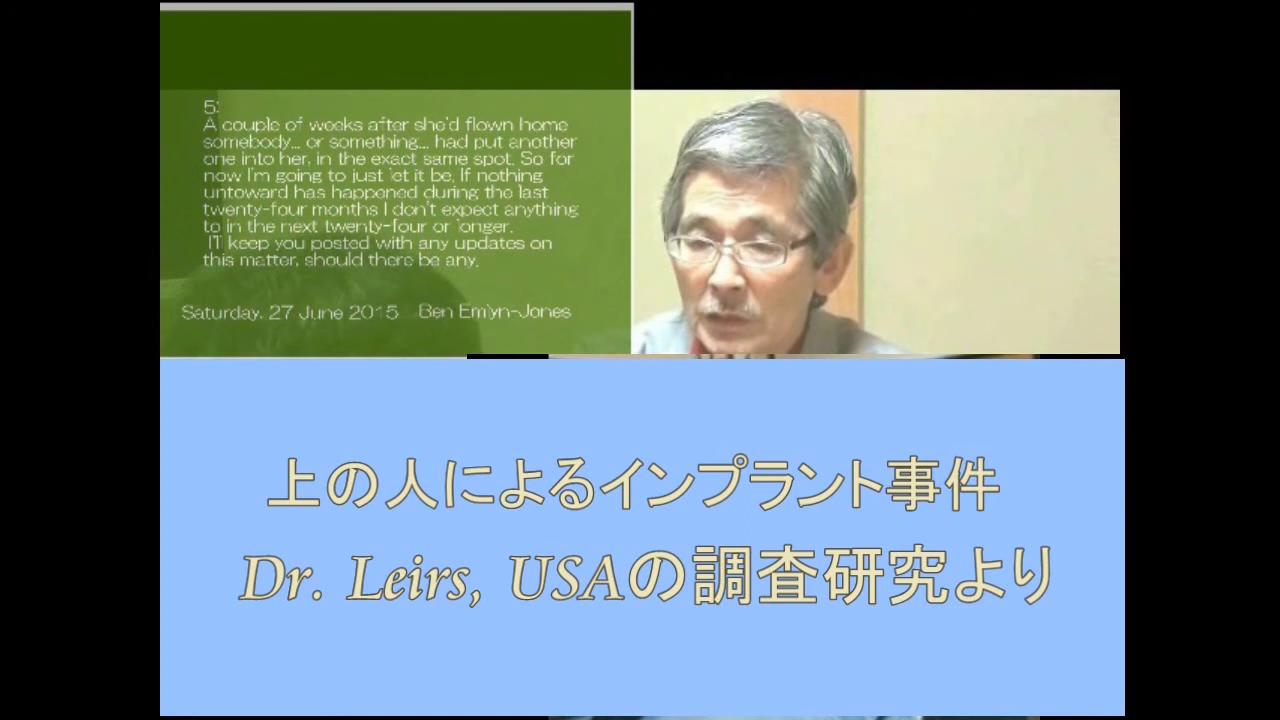 5:
A couple of weeks after she'd flown home
somebody... or something... had put another
one into her, in the exact same spot. So for
now I'm going to just let it be. If nothing
untoward has happened during the last
twenty-four months I don't expect anything
to in the next twenty-four or longer.
I'll keep you posted with any updates on
this matter, should there be any.
Saturday, 27 June 2015 Ben Emlyn-Jones
上の人によるインプラント事件
Dr. Leirs, USAの調査研究より